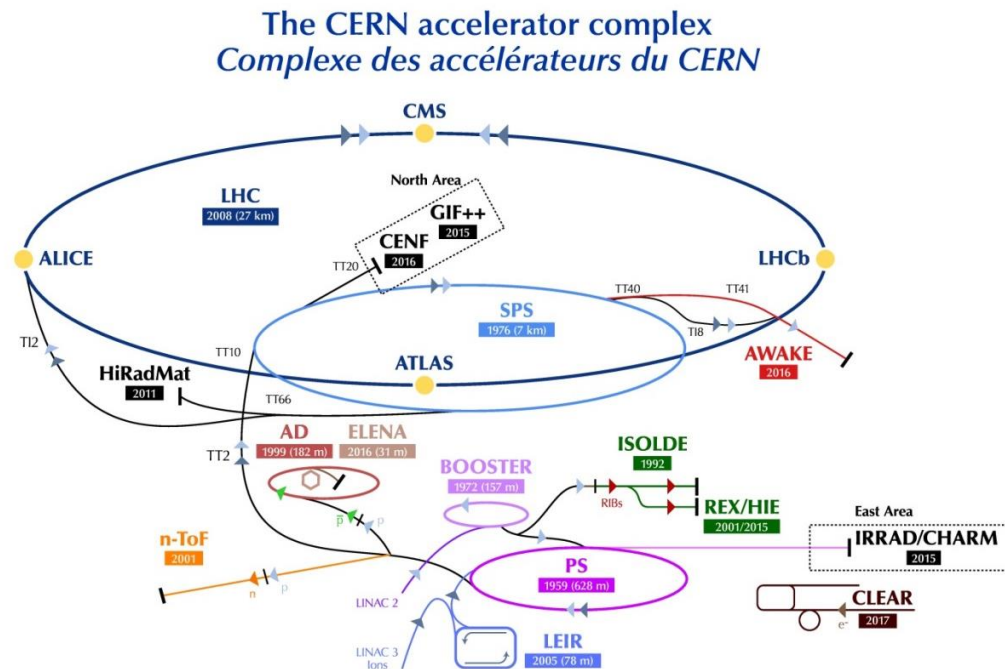 The CERN accelerator complex
Complexe des accélérateurs du CERN
CMS
North Area
LHC
2008 (27 km)
GIF++
2015
CENF
2016
TT20
ALICE
LHCb
TT40
TT41
SPS
1976 (7 km)
TI2
TT10
TI8
ATLAS
AWAKE
2016
HiRadMat
2011
TT66
AD
1999 (182 m)
ELENA
2016 (31 m)
TT2
ISOLDE
1992
BOOSTER
1972 (157 m)
RIBs
REX/HIE
2001/2015
East Area
p
p
n-ToF
2001
IRRAD/CHARM
2015
PS
1959 (628 m)
n
p
LINAC 2
CLEAR
2017
e-
LINAC 3
Ions
LEIR
2005 (78 m)